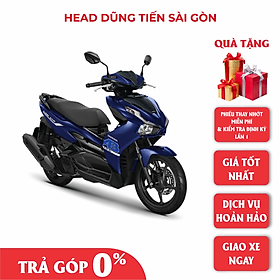 HEAD DŨNG TIẾN SÀI GÒN
QUÀ TẶNG
PHIẾU THAY NHỚT
MIỄN PHÍ
& KIỂM TRA ĐỊNH KỲ
LẦN 1
GIÁ TỐT
NHẤT
DỊCH VỤ
HOÀN HẢO
GIAO XE
NGAY
TRẢ GÓP 0%